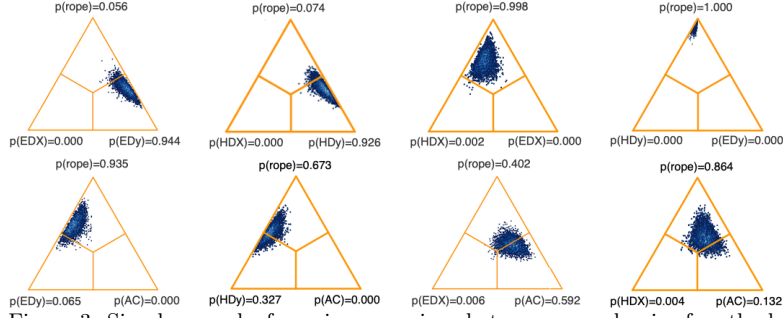 p(rope)=0.056 p(rope)=0.074 p(rope)=0.998 p(rope)=1.000
p(EDX)=0.000 p(EDy)=0.944 p(HDX)=0.000 p(HDy)=0.926 p(HDX)=0.002 p(EDX)=0.000 p(HDy)=0.000 p(EDy)=0.000
p(rope)=0.935 p(rope)=0.673 p(rope)=0.402 p(rope)=0.864
p(EDy)=0.065 p(AC)=0.000 p(HDy)=0.327 p(AC)=0.000 p(EDX)=0.006 p(AC)=0.592 p(HDX)=0.004 p(AC)=0.132